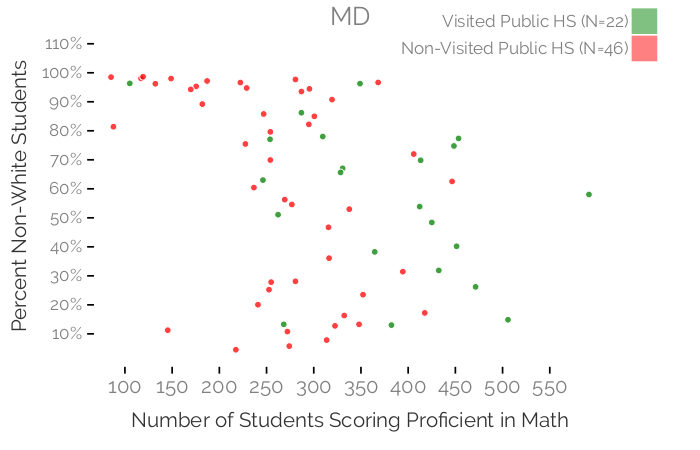 MD
Visited Public HS (N=22)
Non-Visited Public HS (N=46)
Percent Non-White Students
110%
100%
90%
80%
70%
60%
50%
40%
30%
20%
10%
100 150 200 250 300 350 400 450 500 550
Number of Students Scoring Proficient in Math